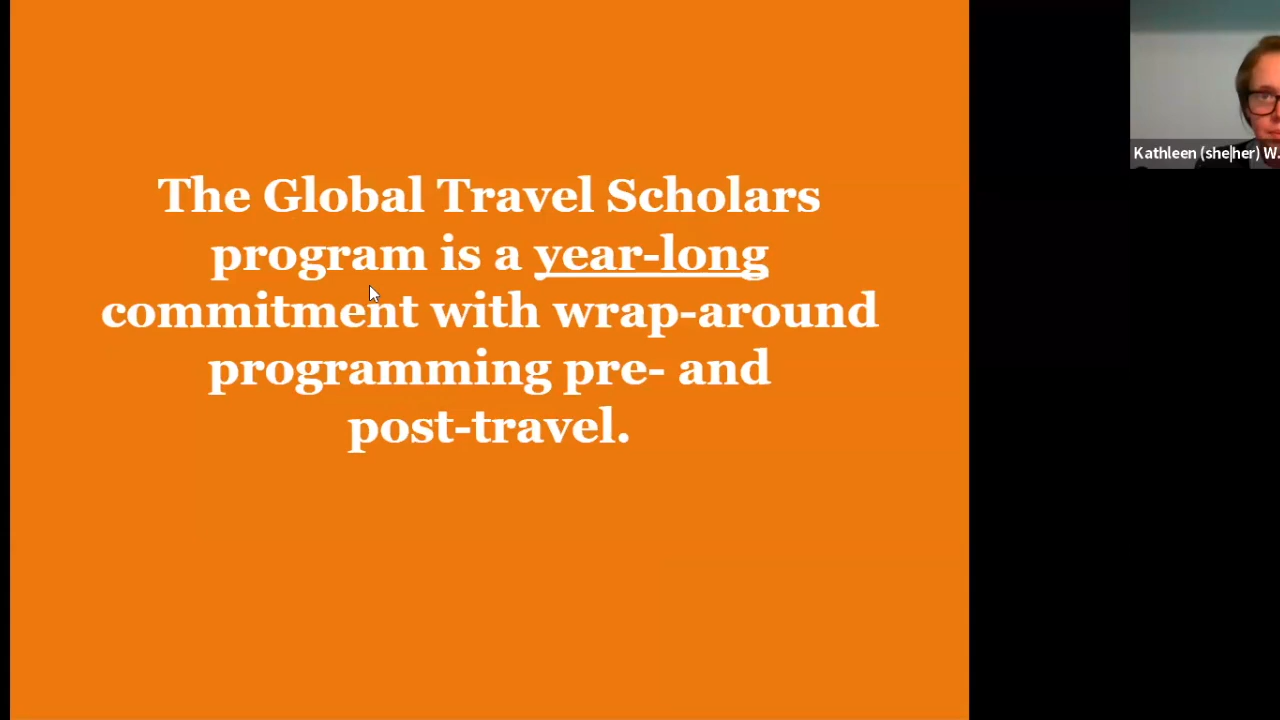 The Global Travel Scholars
program is a year-long
commitment with wrap-around
programming pre- and
post-travel.
Kathleen (she|her) W.